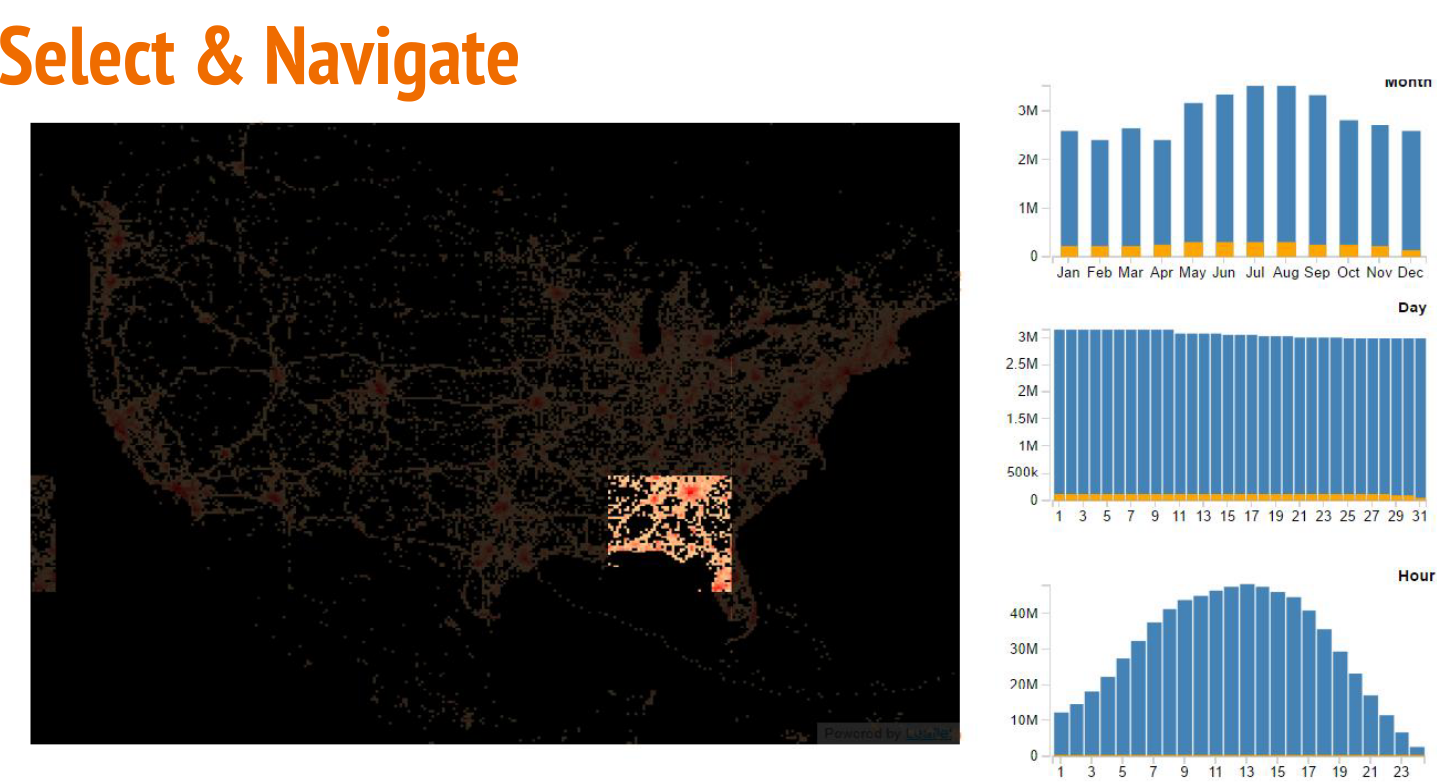 Select & Navigate
Month
3M
2M
1M
0
Jan Feb Mar Apr May Jun Jul Aug Sep Oct Nov Dec
Day
3M
2.5M
2M
1.5M
1M
500k
0
1 3 5 7 9 11 13 15 17 19 21 23 25 27 29 31
Hour
40M
30M
20M
10M
0
1 3 5 7 9 11 13 15 17 19 21 23
Powered by